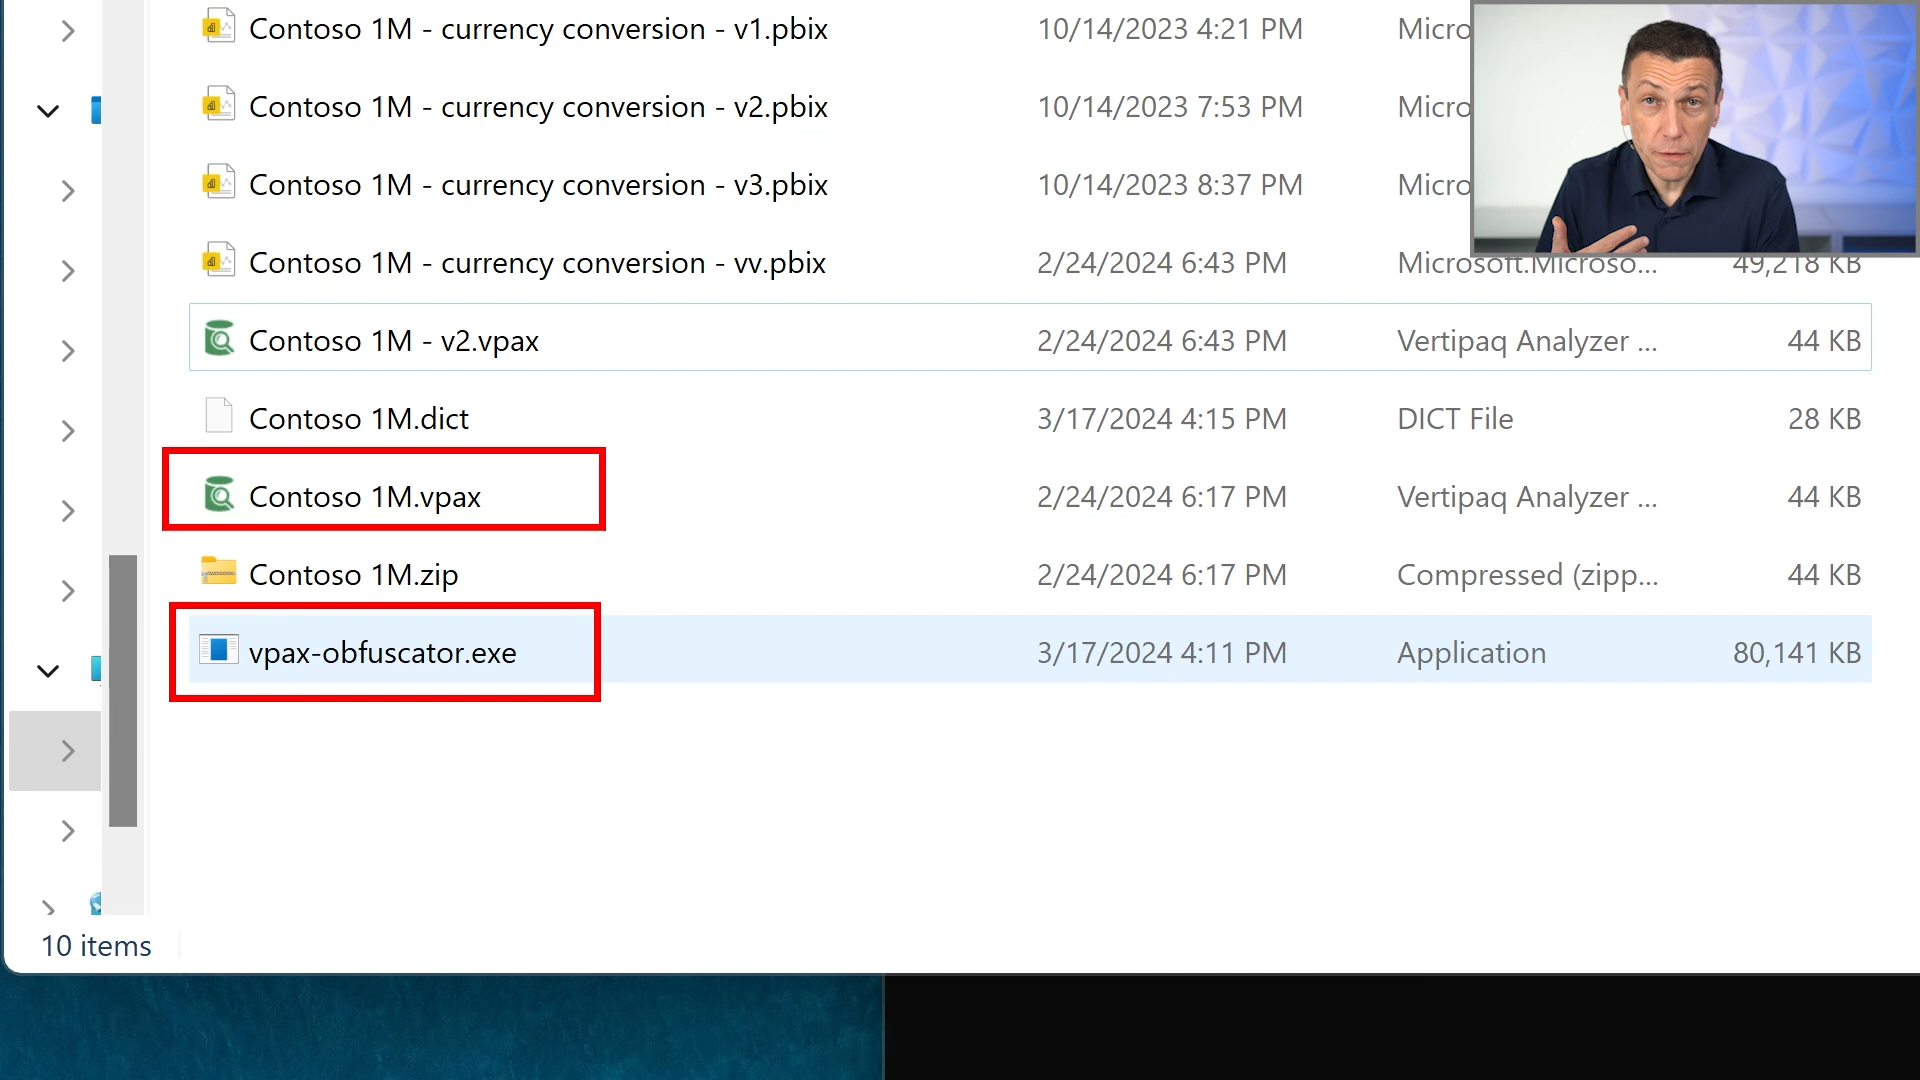 Contoso 1M - currency conversion - v1.pbix 10/14/2023 4:21 PM Micro
Contoso 1M - currency conversion - v2.pbix 10/14/2023 7:53 PM Micro
Contoso 1M - currency conversion - v3.pbix 10/14/2023 8:37 PM Micro
Contoso 1M - currency conversion - vv.pbix 2/24/2024 6:43 PM Microsoft.Microso... 49,218 KB
Contoso 1M - v2.vpax 2/24/2024 6:43 PM Vertipaq Analyzer ... 44 KB
Contoso 1M.dict 3/17/2024 4:15 PM DICT File 28 KB
Contoso 1M.vpax 2/24/2024 6:17 PM Vertipaq Analyzer ... 44 KB
Contoso 1M.zip 2/24/2024 6:17 PM Compressed (zipp... 44 KB
vpax-obfuscator.exe 3/17/2024 4:11 PM Application 80,141 KB
10 items